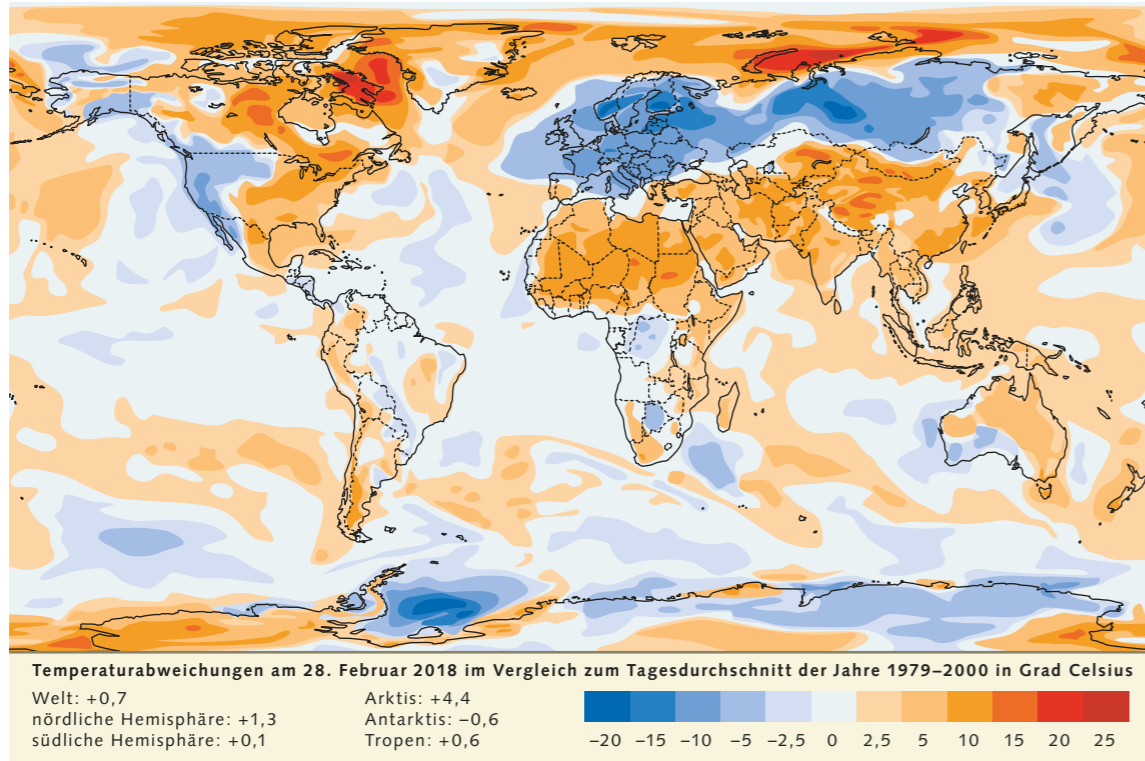 Temperaturabweichungen am 28. Februar 2018 im Vergleich zum Tagesdurchschnitt der Jahre 1979–2000 in Grad Celsius
Welt: +0,7
nördliche Hemisphäre: +1,3
südliche Hemisphäre: +0,1
Arktis: +4,4
Antarktis: −0,6
Tropen: +0,6
−20 −15 −10 −5 −2,5 0 2,5 5 10 15 20 25